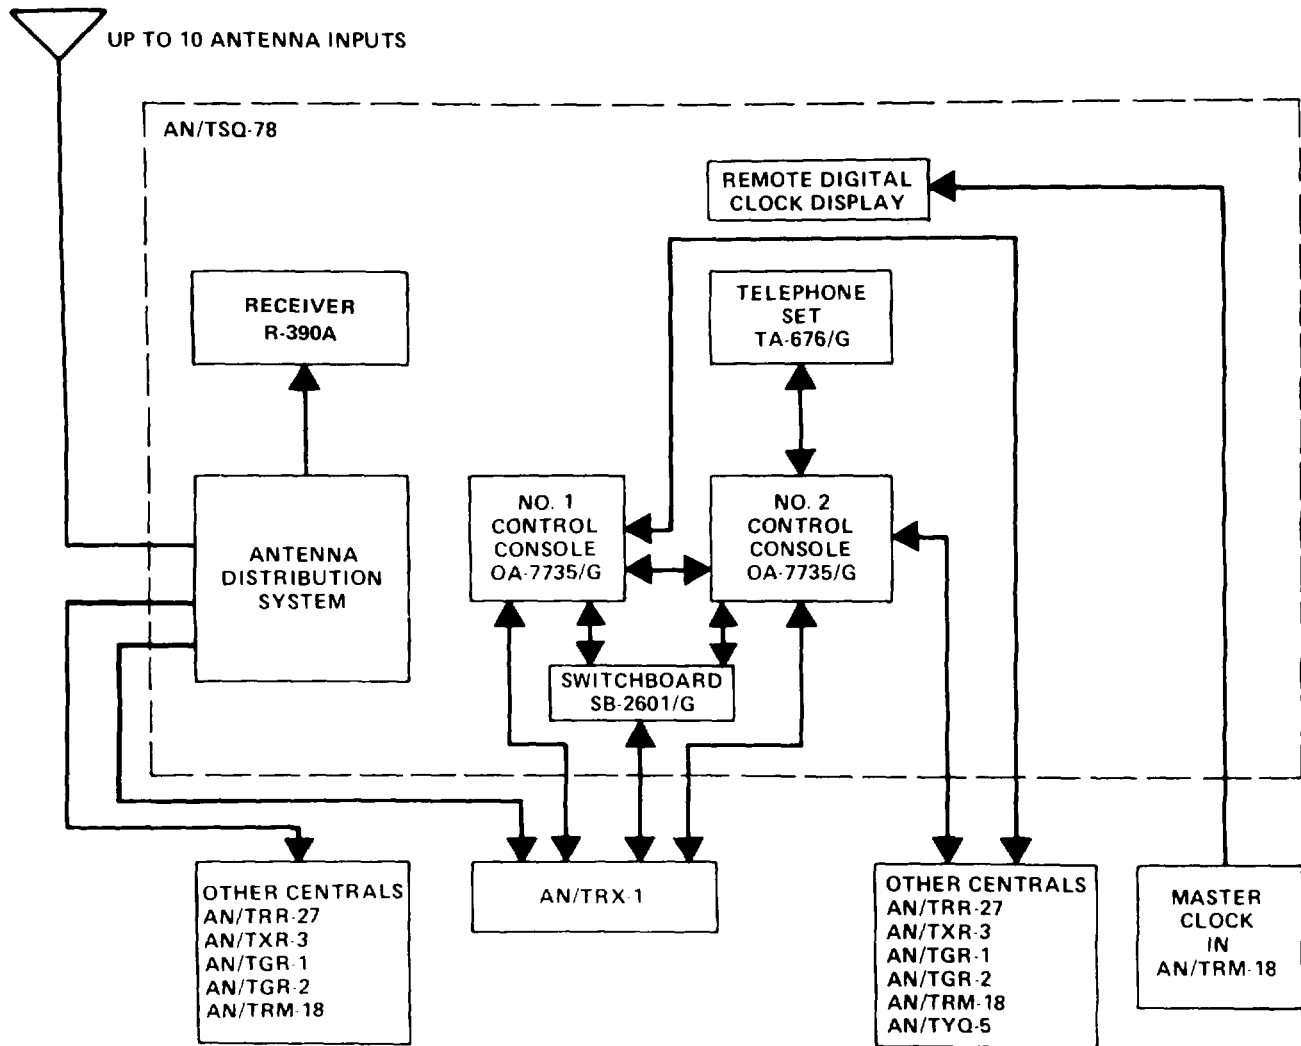 UP TO 10 ANTENNA INPUTS
AN/TSQ-78
REMOTE DIGITAL
CLOCK DISPLAY
RECEIVER
R-390A
TELEPHONE
SET
TA-676/G
ANTENNA
DISTRIBUTION
SYSTEM
NO. 1
CONTROL
CONSOLE
OA-7735/G
NO. 2
CONTROL
CONSOLE
OA-7735/G
SWITCHBOARD
SB-2601/G
OTHER CENTRALS
AN/TRR-27
AN/TXR-3
AN/TGR-1
AN/TGR-2
AN/TRM-18
AN/TRX-1
OTHER CENTRALS
AN/TRR-27
AN/TXR-3
AN/TGR-1
AN/TGR-2
AN/TRM-18
AN/TYQ-5
MASTER
CLOCK
IN
AN/TRM-18